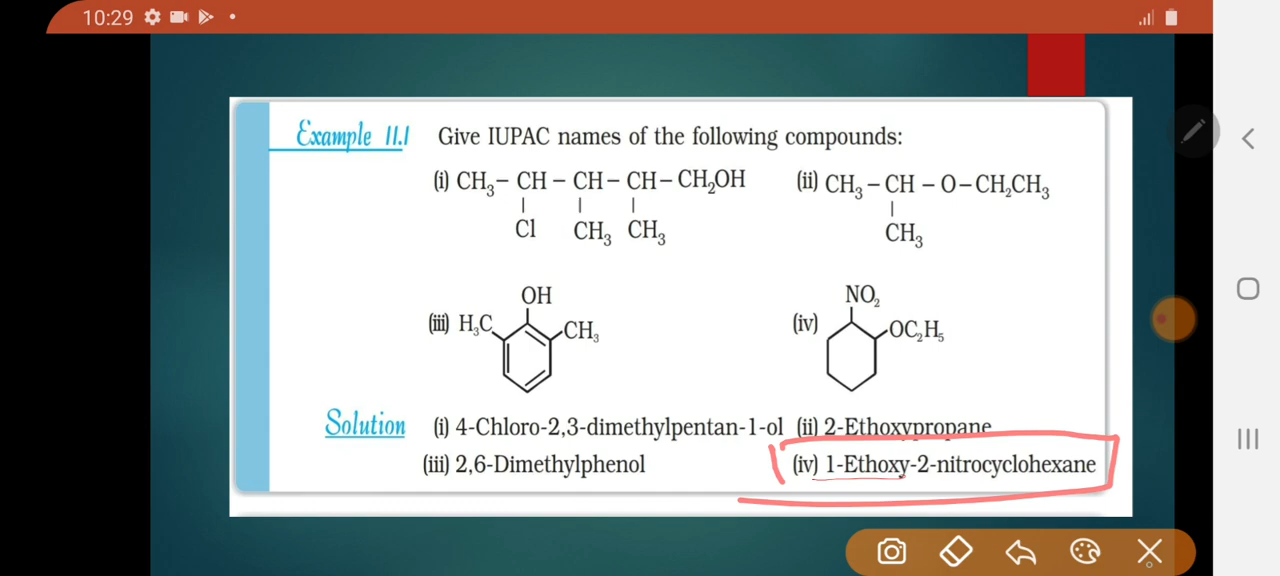 10:29
Example 11.1 Give IUPAC names of the following compounds:
(i) CH₃– CH – CH – CH – CH₂OH (ii) CH₃ – CH – O – CH₂CH₃
Cl CH₃ CH₃ CH₃
OH NO₂
(iii) H₃C CH₃ (iv) OC₂H₅
Solution (i) 4-Chloro-2,3-dimethylpentan-1-ol (ii) 2-Ethoxypropane
(iii) 2,6-Dimethylphenol (iv) 1-Ethoxy-2-nitrocyclohexane